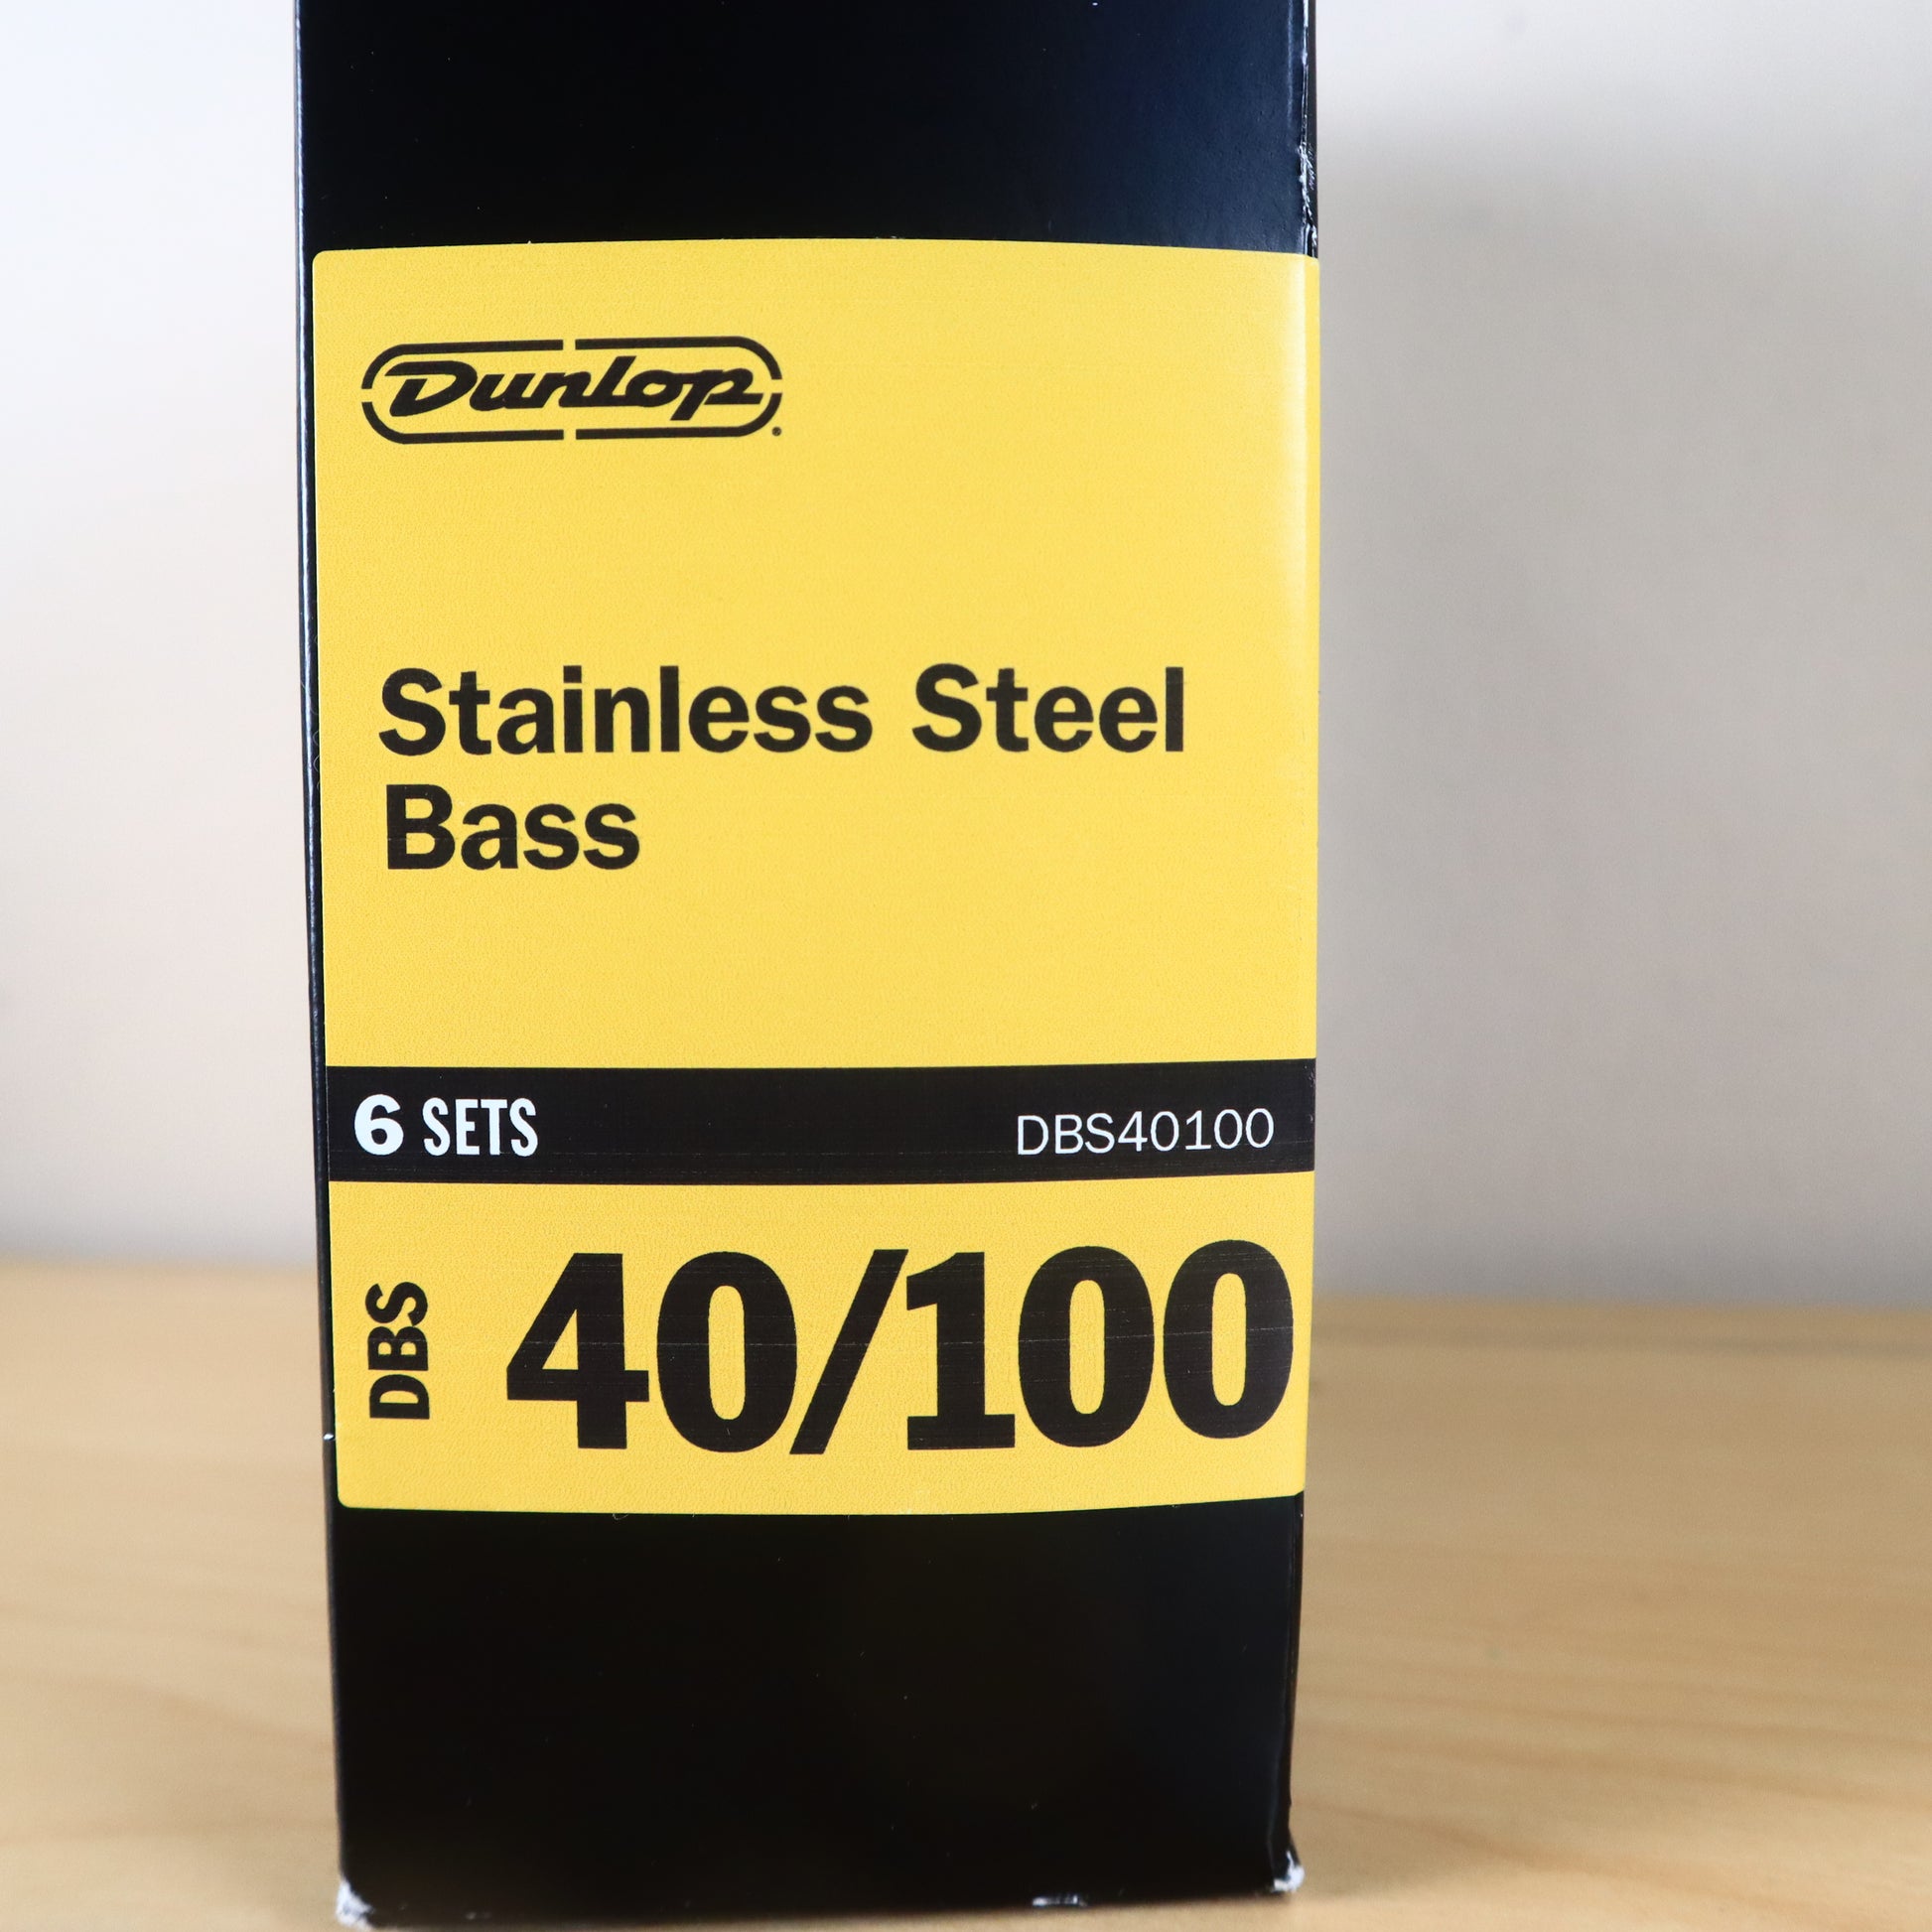 Dunlop
Stainless Steel
Bass
6 SETS DBS40100
DBS 40/100